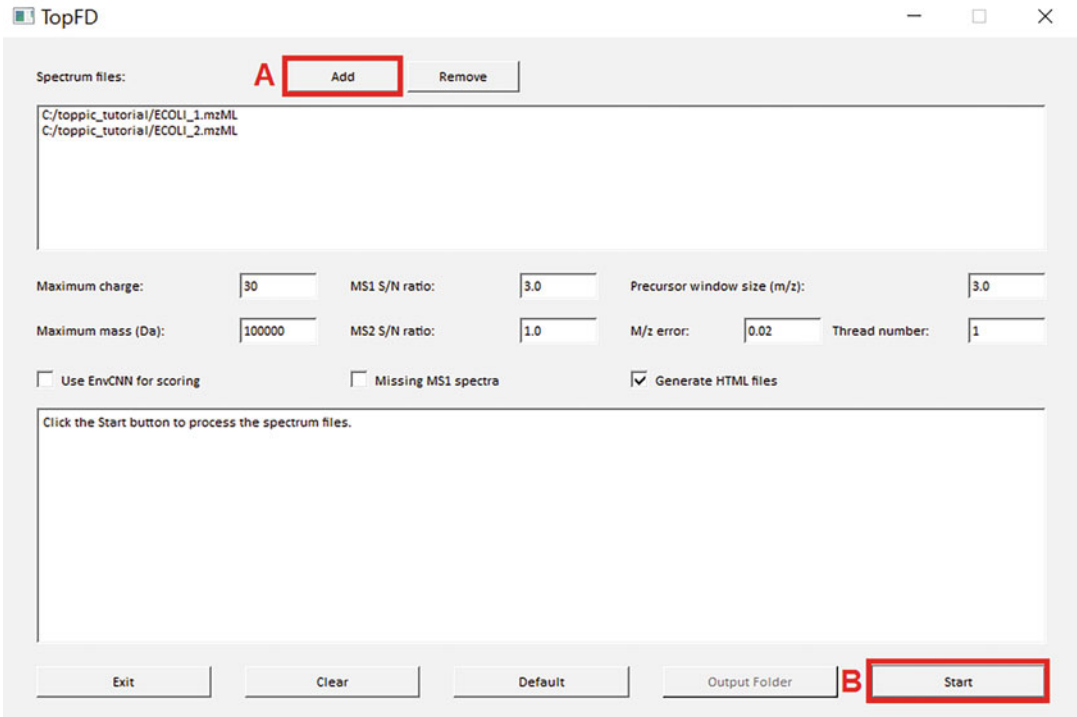 TopFD
Spectrum files: A Add Remove
C:/toppic_tutorial/ECOLI_1.mzML
C:/toppic_tutorial/ECOLI_2.mzML
Maximum charge: 30 MS1 S/N ratio: 3.0 Precursor window size (m/z): 3.0
Maximum mass (Da): 100000 MS2 S/N ratio: 1.0 M/z error: 0.02 Thread number: 1
Use EnvCNN for scoring Missing MS1 spectra Generate HTML files
Click the Start button to process the spectrum files.
Exit Clear Default Output Folder B Start